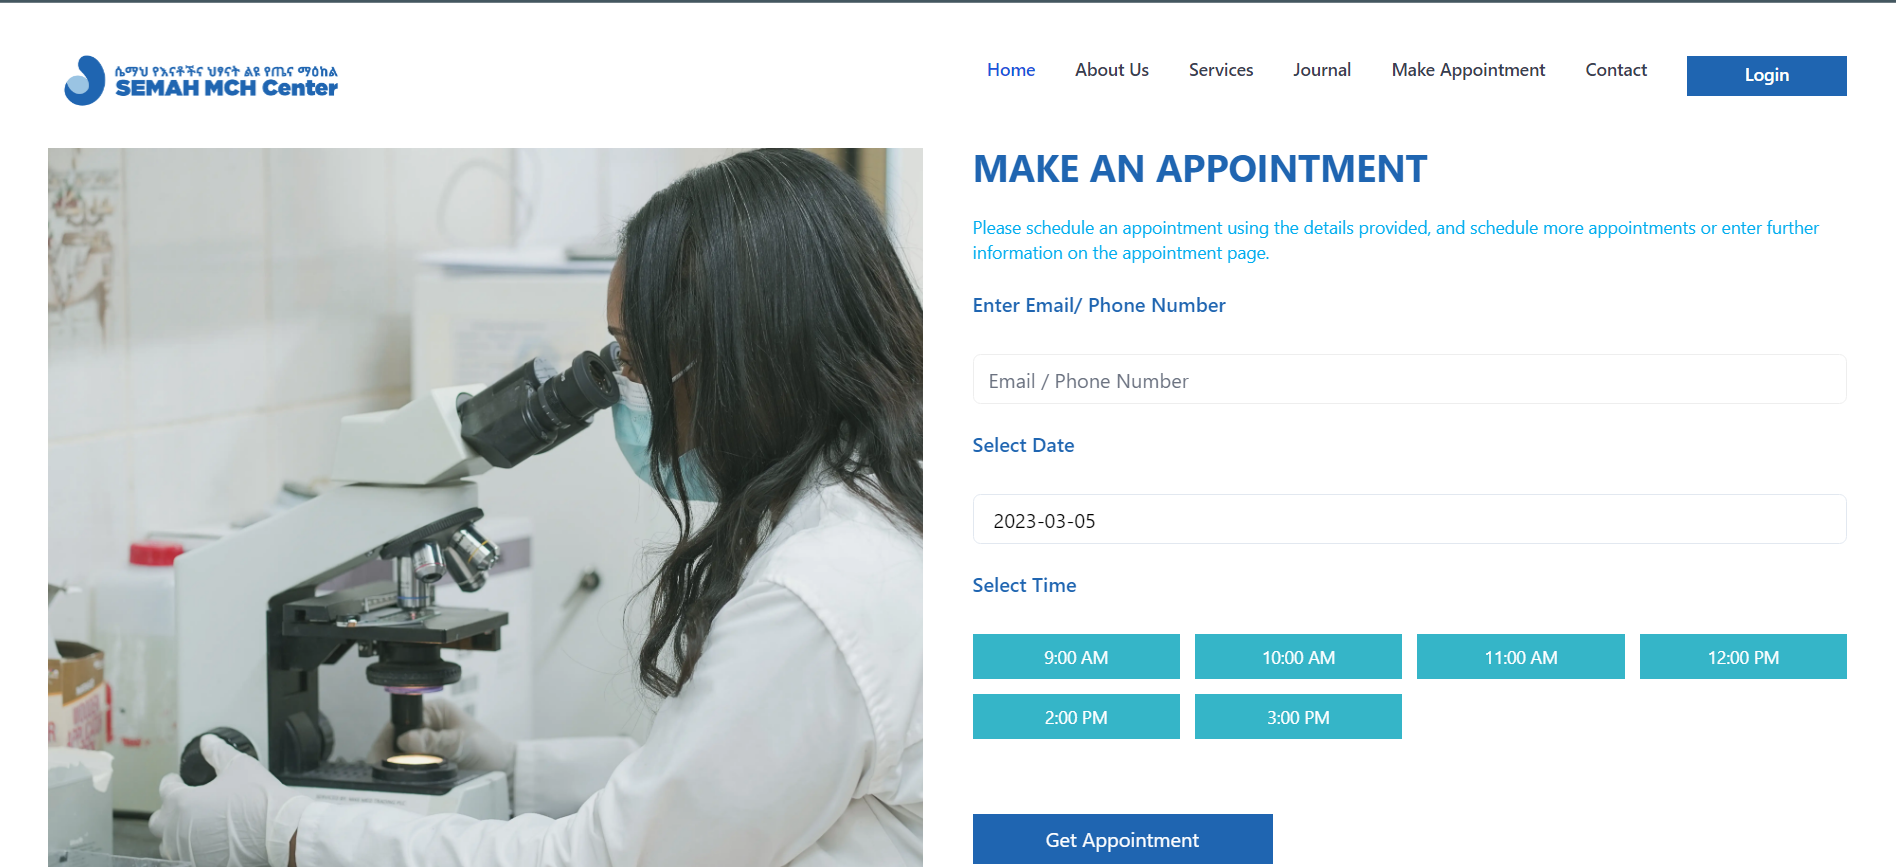 ሴማህ የእናቶችና ህፃናት ልዩ የጤና ማዕከል
SEMAH MCH Center
Home
About Us
Services
Journal
Make Appointment
Contact
Login
MAKE AN APPOINTMENT
Please schedule an appointment using the details provided, and schedule more appointments or enter further
information on the appointment page.
Enter Email/ Phone Number
Email / Phone Number
Select Date
2023-03-05
Select Time
9:00 AM
10:00 AM
11:00 AM
12:00 PM
2:00 PM
3:00 PM
Get Appointment